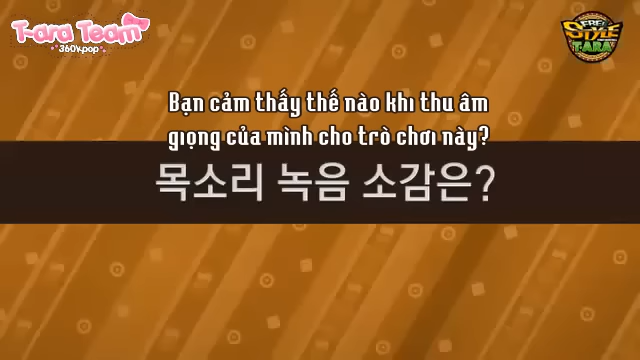 T-ara Team
360kpop
FREE
STYLE
T-ARA
Bạn cảm thấy thế nào khi thu âm
giọng của mình cho trò chơi này?
목소리 녹음 소감은?